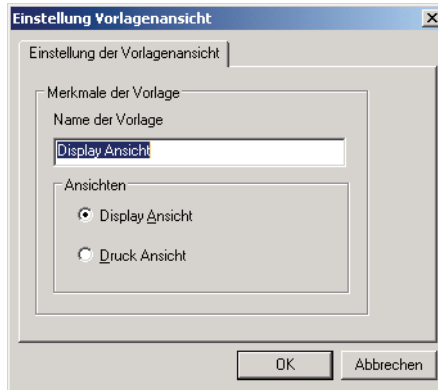 Einstellung Vorlagenansicht
Einstellung der Vorlagenansicht
Merkmale der Vorlage
Name der Vorlage
Display Ansicht
Ansichten
Display Ansicht
Druck Ansicht
OK Abbrechen